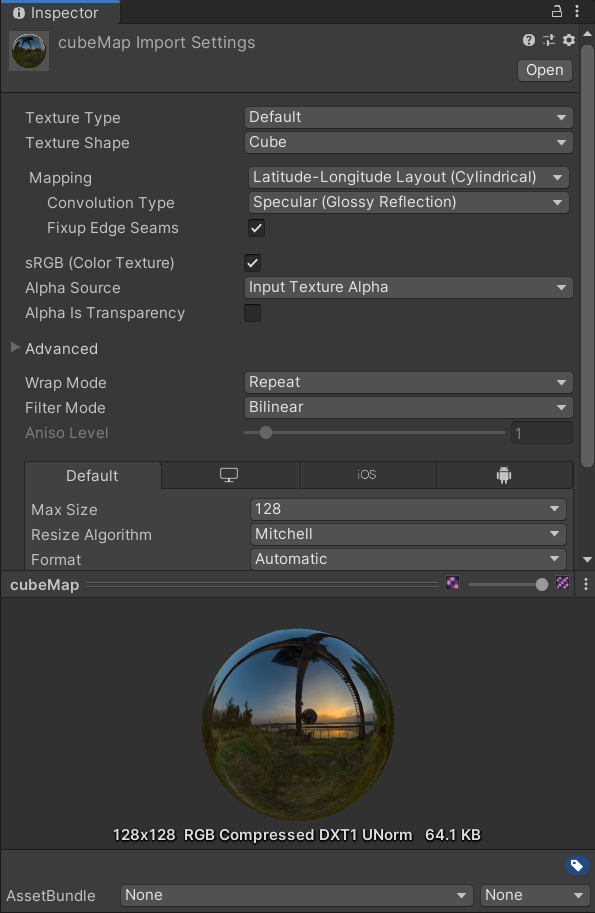 Inspector
cubeMap Import Settings
Open
Texture Type Default
Texture Shape Cube
Mapping Latitude-Longitude Layout (Cylindrical)
Convolution Type Specular (Glossy Reflection)
Fixup Edge Seams
sRGB (Color Texture)
Alpha Source Input Texture Alpha
Alpha Is Transparency
Advanced
Wrap Mode Repeat
Filter Mode Bilinear
Aniso Level 1
Default iOS
Max Size 128
Resize Algorithm Mitchell
Format Automatic
cubeMap
128x128 RGB Compressed DXT1 UNorm 64.1 KB
AssetBundle None None